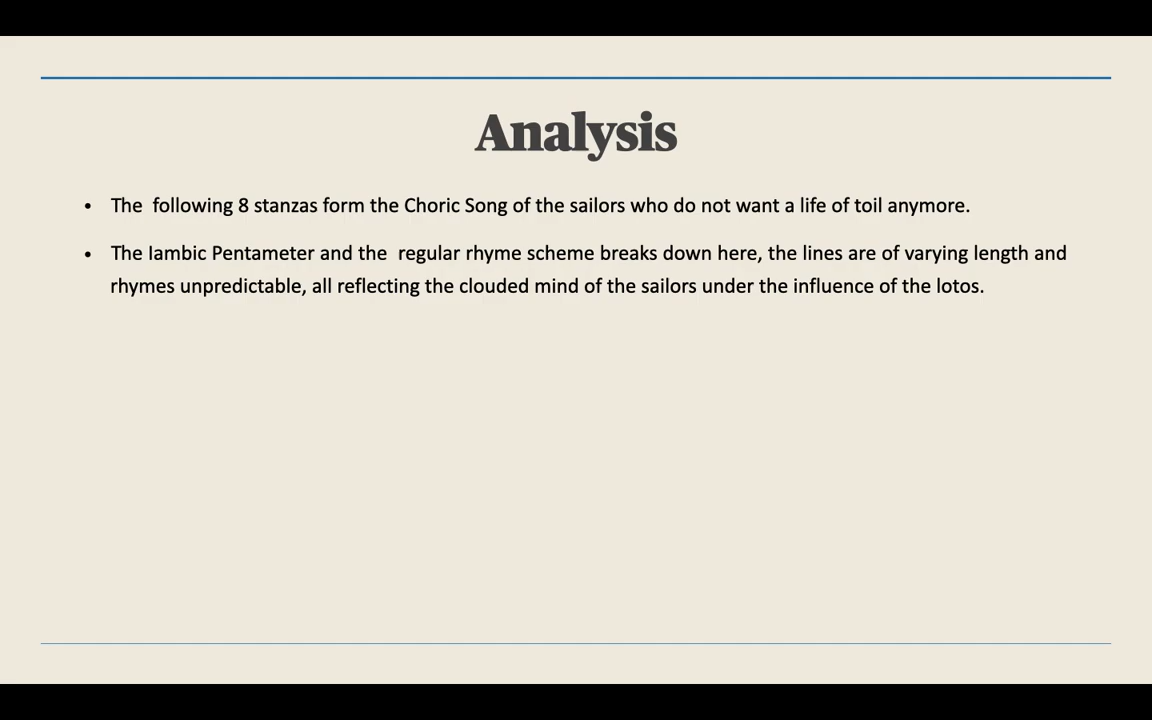 Analysis
• The  following 8 stanzas form the Choric Song of the sailors who do not want a life of toil anymore.
• The Iambic Pentameter and the  regular rhyme scheme breaks down here, the lines are of varying length and
rhymes unpredictable, all reflecting the clouded mind of the sailors under the influence of the lotos.